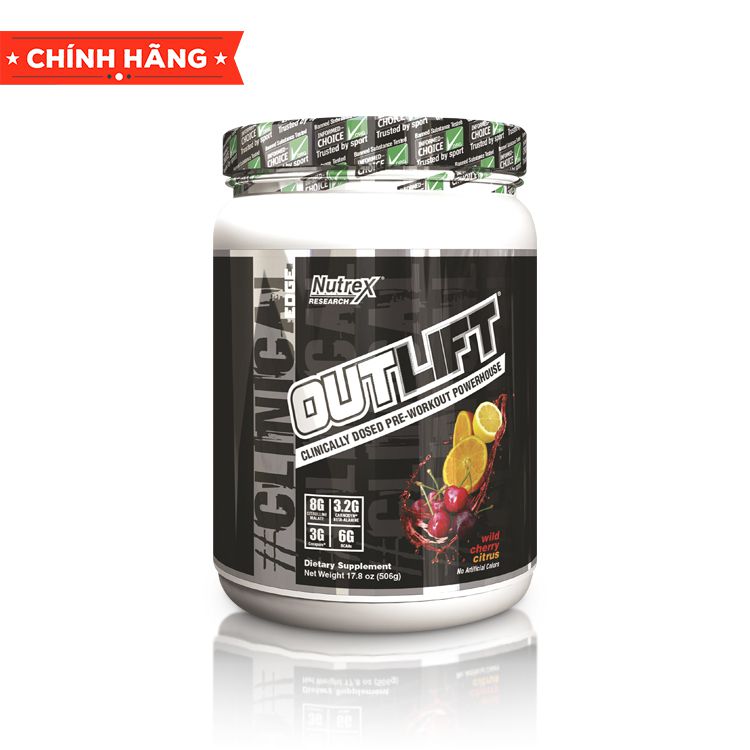 ★ CHÍNH HÃNG ★
INFORMED-CHOICE.ORG
Trusted by sport
Banned Substance Tested
//CLINICAL EDGE
NUTREX®
RESEARCH
OUTLIFT®
CLINICALLY DOSED PRE-WORKOUT POWERHOUSE
8G
CITRULLINE
MALATE
3.2G
CARNOSYN®
BETA-ALANINE
3G
Creapure®
6G
BCAAs
wild
cherry
citrus
No Artificial Colors
Dietary Supplement
Net Weight 17.8 oz (506g)